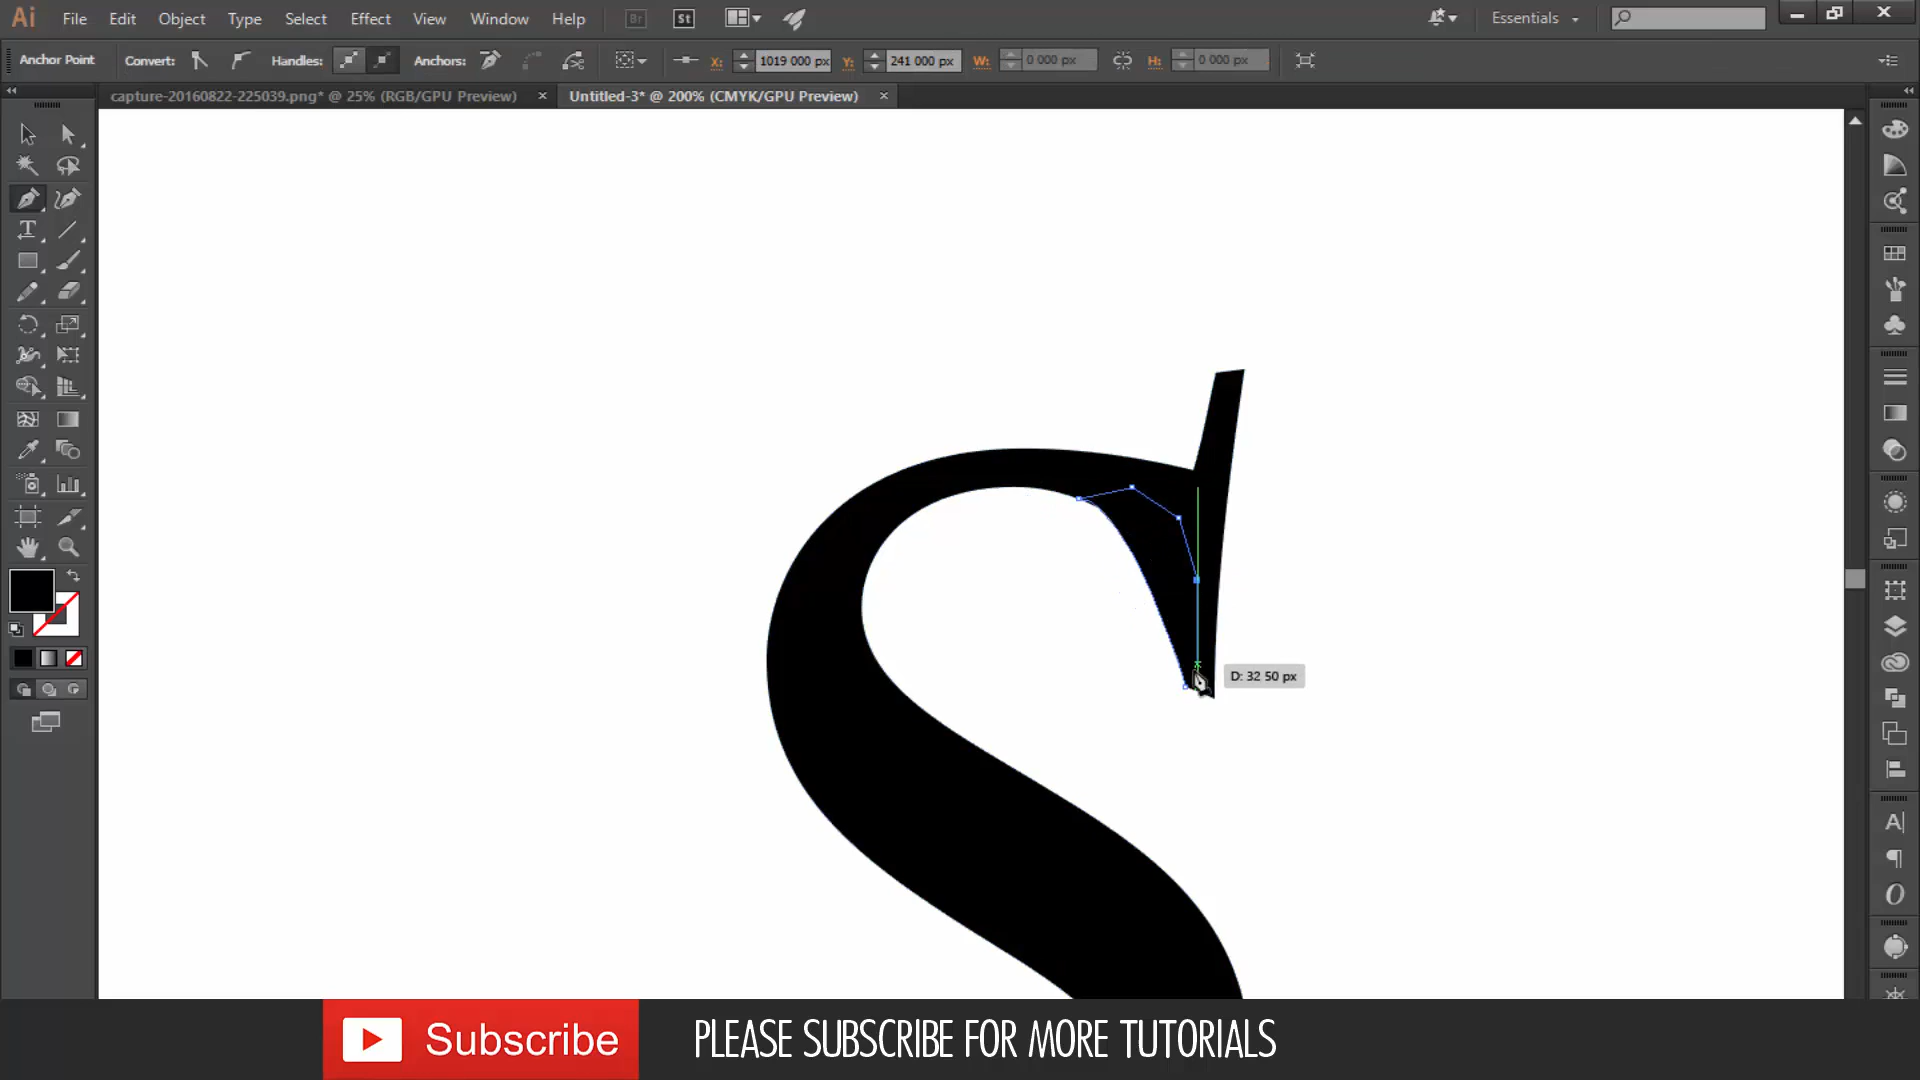 Ai File Edit Object Type Select Effect View Window Help Br St Essentials
Anchor Point Convert: Handles: Anchors: X: 1019 000 px Y: 241 000 px W: 0 000 px H: 0 000 px
capture-20160822-225039.png* @ 25% (RGB/GPU Preview) × Untitled-3* @ 200% (CMYK/GPU Preview) ×
D: 32 50 px
Subscribe PLEASE SUBSCRIBE FOR MORE TUTORIALS